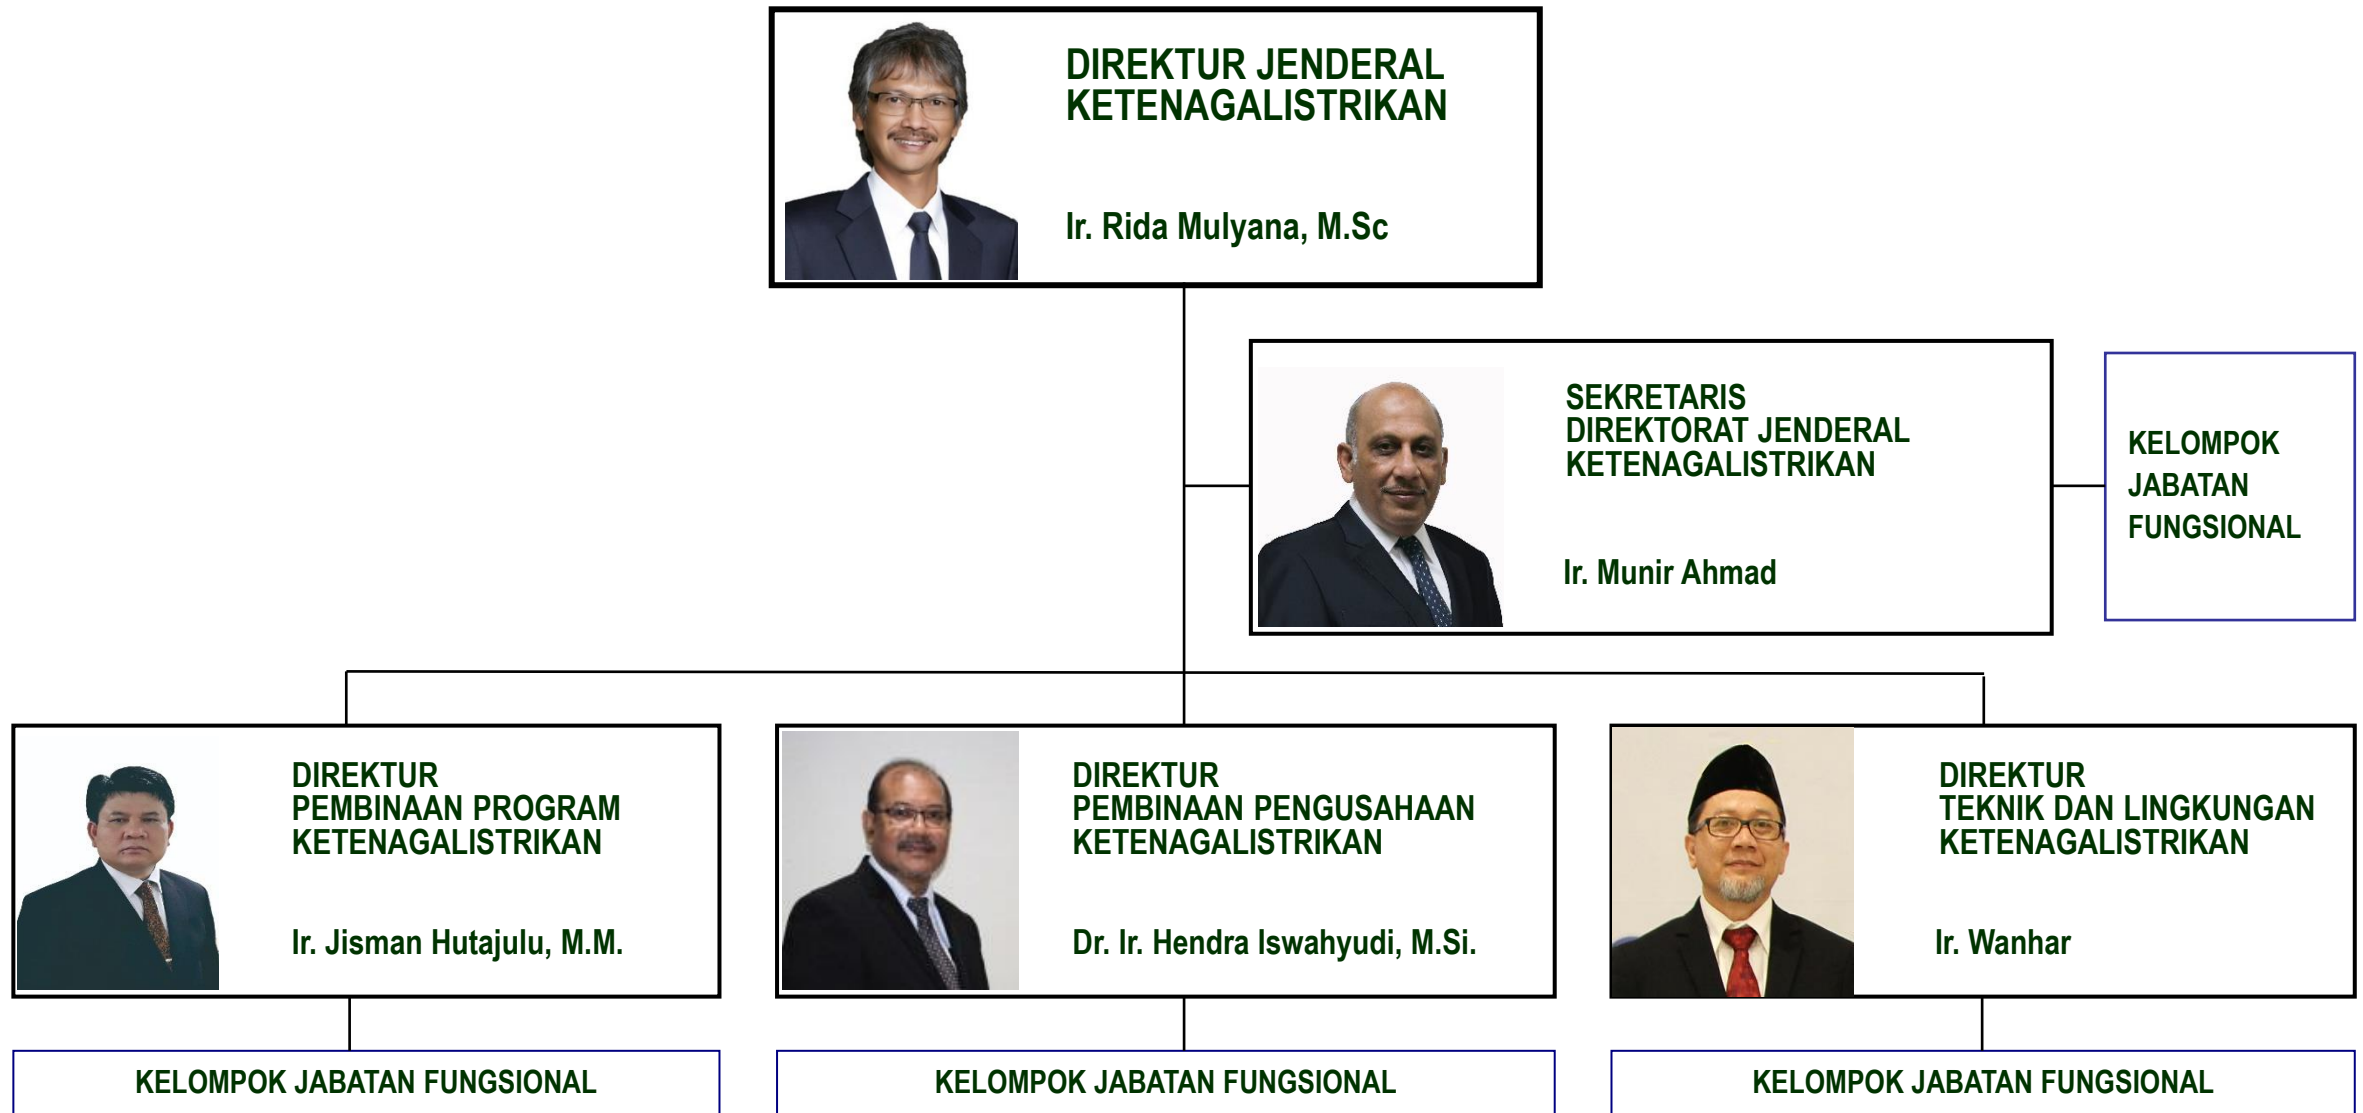 DIREKTUR JENDERAL
KETENAGALISTRIKAN
Ir. Rida Mulyana, M.Sc
SEKRETARIS
DIREKTORAT JENDERAL
KETENAGALISTRIKAN
Ir. Munir Ahmad
KELOMPOK
JABATAN
FUNGSIONAL
DIREKTUR
PEMBINAAN PROGRAM
KETENAGALISTRIKAN
Ir. Jisman Hutajulu, M.M.
DIREKTUR
PEMBINAAN PENGUSAHAAN
KETENAGALISTRIKAN
Dr. Ir. Hendra Iswahyudi, M.Si.
DIREKTUR
TEKNIK DAN LINGKUNGAN
KETENAGALISTRIKAN
Ir. Wanhar
KELOMPOK JABATAN FUNGSIONAL
KELOMPOK JABATAN FUNGSIONAL
KELOMPOK JABATAN FUNGSIONAL